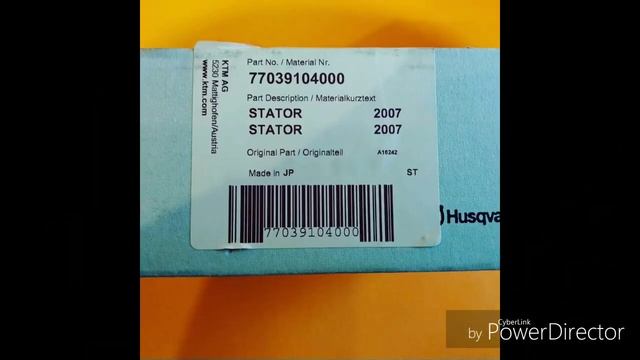 KTM AG
5230 Mattighofen/Austria
www.ktm.com
Part No. / Material Nr.
77039104000
Part Description / Materialkurztext
STATOR 2007
STATOR 2007
Original Part / Originalteil A16242
Made in JP ST
77039104000
Husqva
CyberLink
by PowerDirector